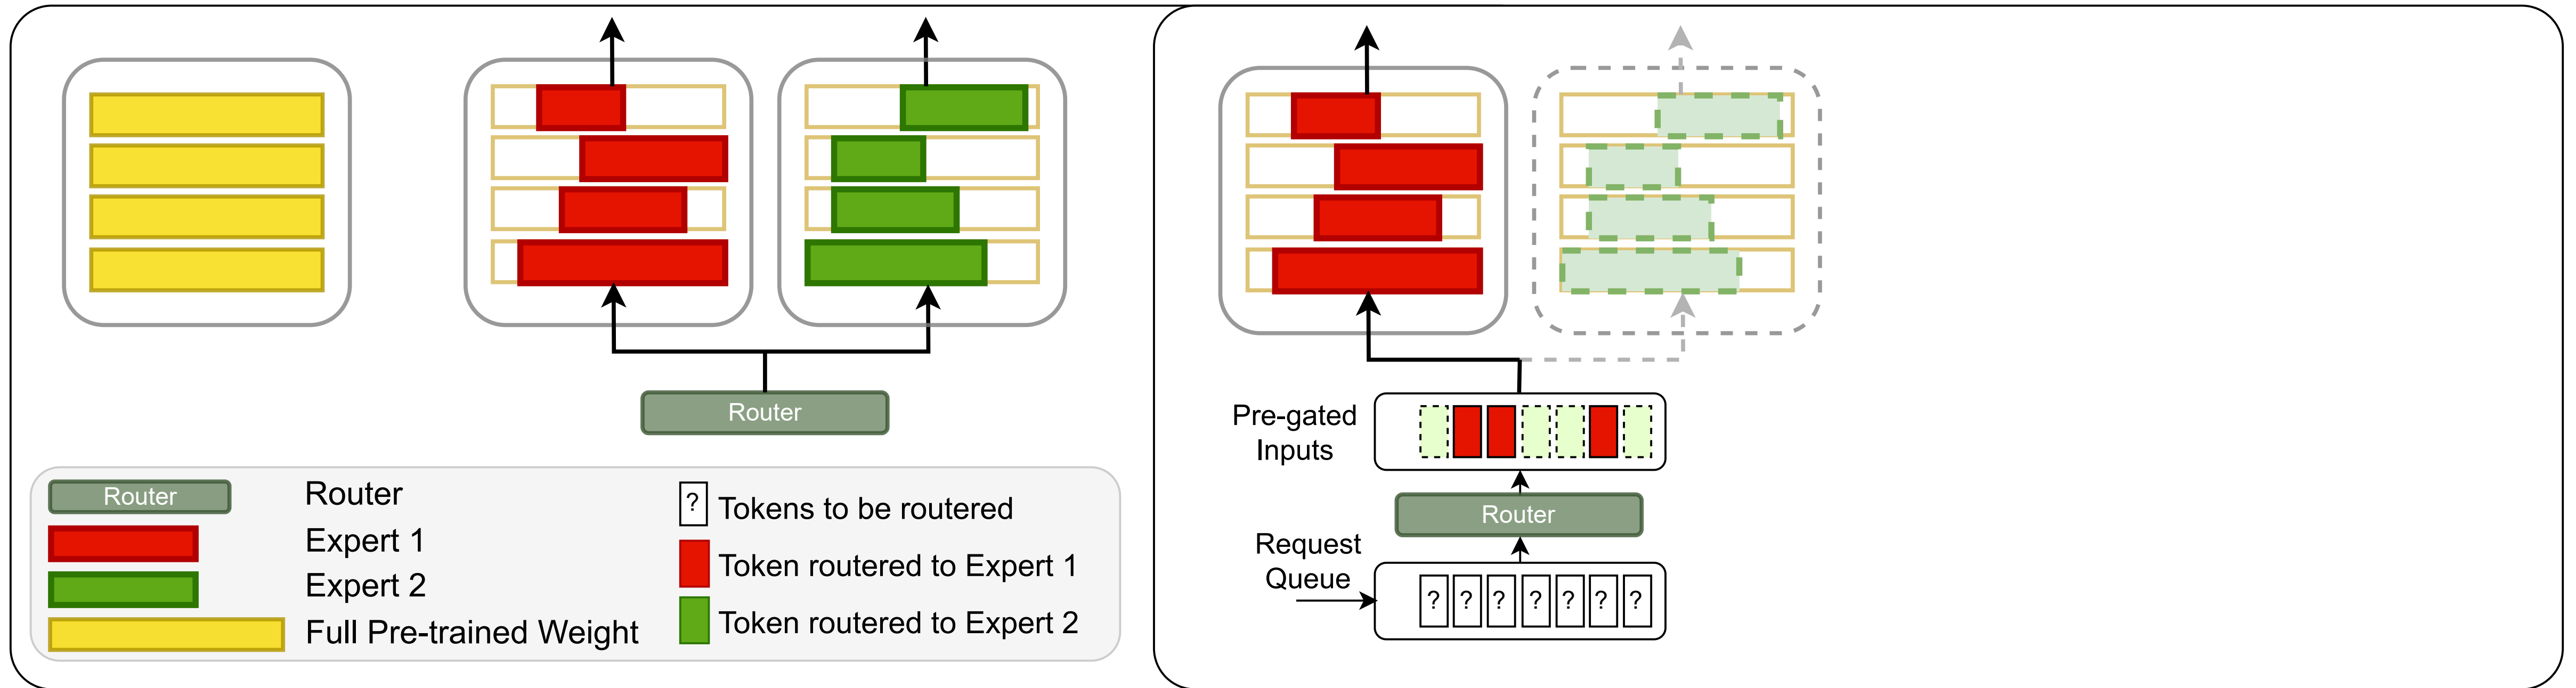 Router
Router
Router
Expert 1
Expert 2
Full Pre-trained Weight
?
Tokens to be routered
Token routered to Expert 1
Token routered to Expert 2
Pre-gated
Inputs
Router
Request
Queue
? ? ? ? ? ? ?